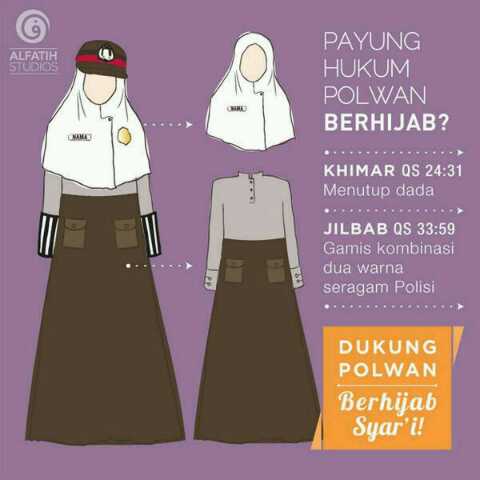 ALFATIH
STUDIOS
PAYUNG
HUKUM
POLWAN
BERHIJAB?
NAMA
NAMA
KHIMAR QS 24:31
Menutup dada
JILBAB QS 33:59
Gamis kombinasi
dua warna
seragam Polisi
DUKUNG
POLWAN
Berhijab
Syar'i!